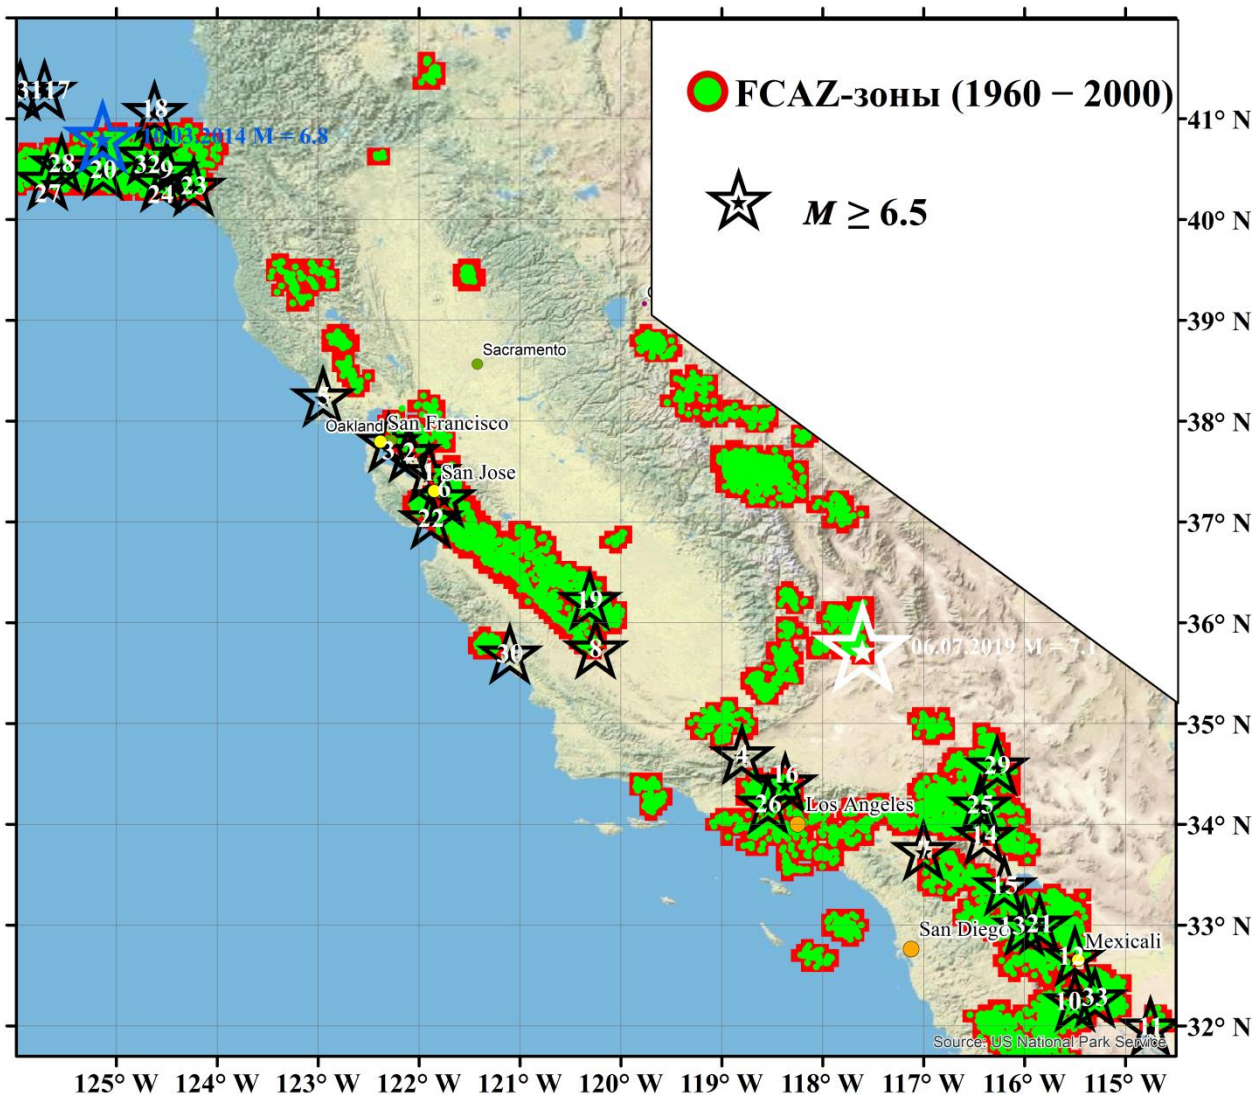 FCAZ-зоны (1960 – 2000)
M ≥ 6.5
31
17
18
10.03.2014 M = 6.8
28
20
32
9
27
24
23
Sacramento
5
Oakland
San Francisco
3
2
1
San Jose
6
22
19
30
8
06.07.2019 M = 7.1
4
16
26
Los Angeles
29
25
14
7
15
San Diego
13
21
12
Mexicali
10
33
11
Source: US National Park Service
41° N
40° N
39° N
38° N
37° N
36° N
35° N
34° N
33° N
32° N
125° W
124° W
123° W
122° W
121° W
120° W
119° W
118° W
117° W
116° W
115° W